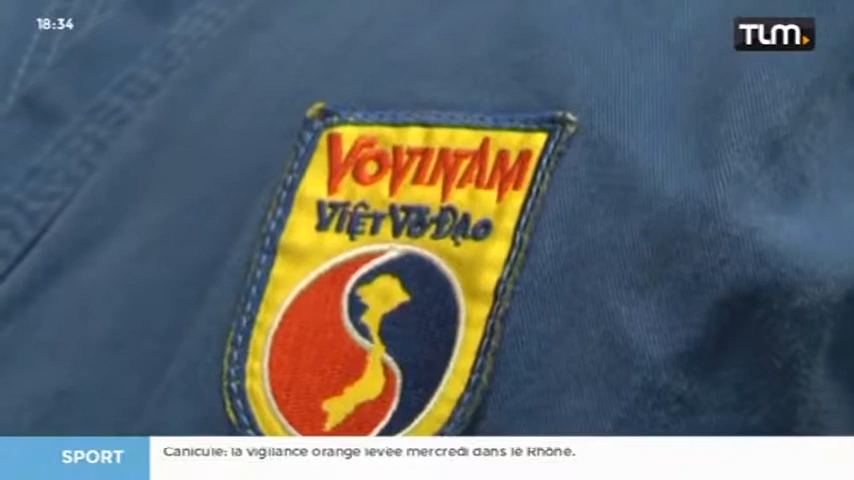 18:34
TLM
VOVINAM
VIỆT VÕ ĐẠO
SPORT
Canicule: la vigilance orange levée mercredi dans le Rhône.